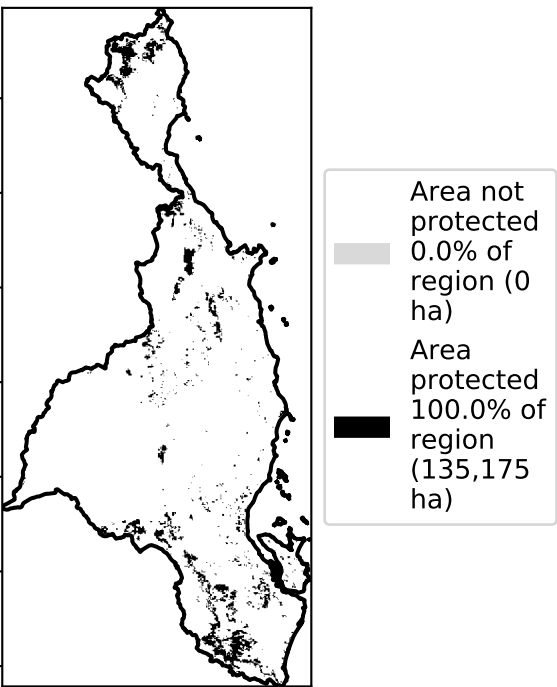 Area not
protected
0.0% of
region (0
ha)
Area
protected
100.0% of
region
(135,175
ha)